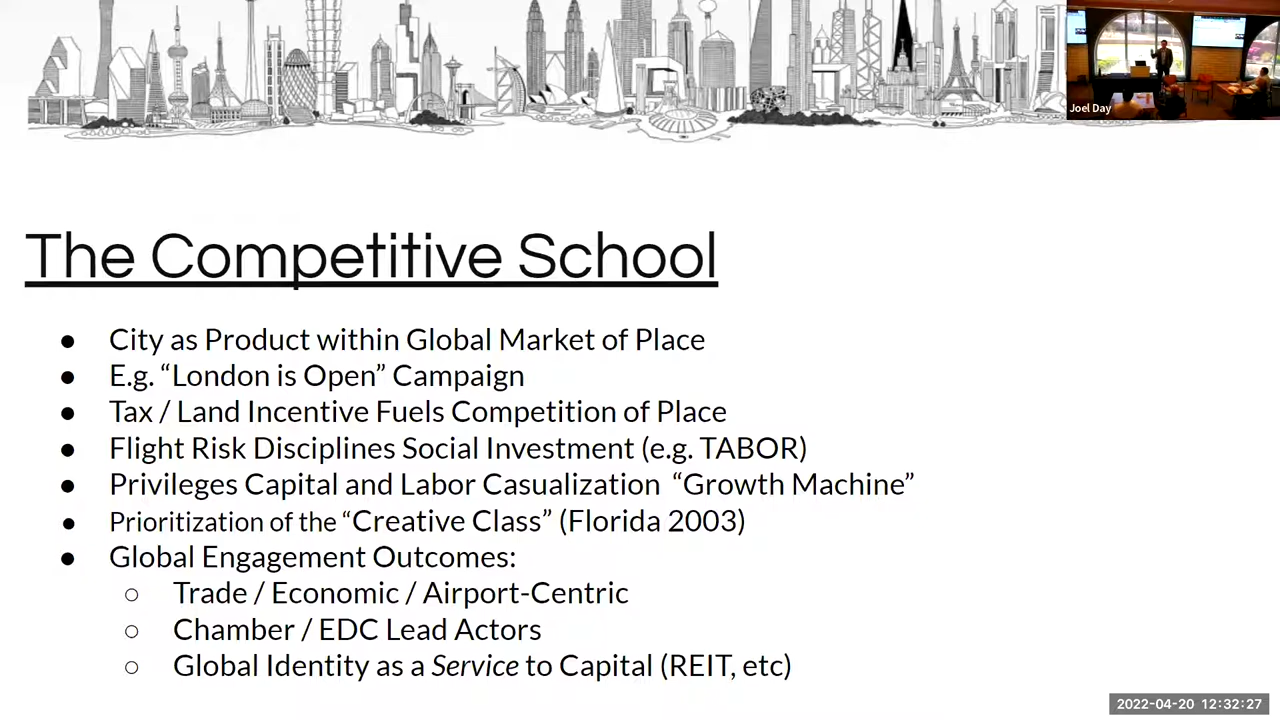 Joel Day
The Competitive School
● City as Product within Global Market of Place
● E.g. “London is Open” Campaign
● Tax / Land Incentive Fuels Competition of Place
● Flight Risk Disciplines Social Investment (e.g. TABOR)
● Privileges Capital and Labor Casualization “Growth Machine”
● Prioritization of the “Creative Class” (Florida 2003)
● Global Engagement Outcomes:
○ Trade / Economic / Airport-Centric
○ Chamber / EDC Lead Actors
○ Global Identity as a Service to Capital (REIT, etc)
2022-04-20 12:32:27